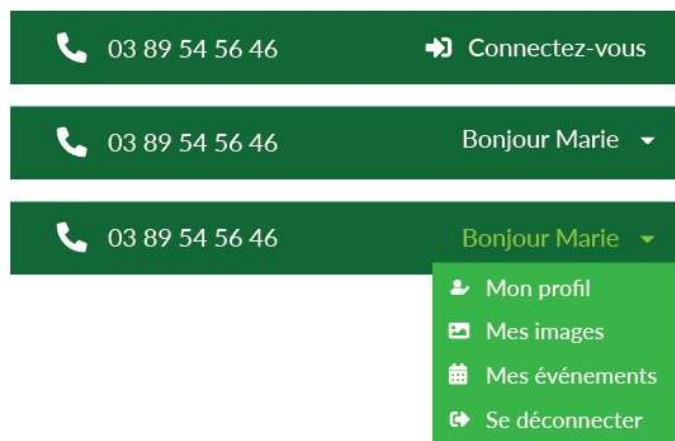 03 89 54 56 46 Connectez-vous
03 89 54 56 46 Bonjour Marie
03 89 54 56 46 Bonjour Marie
Mon profil
Mes images
Mes événements
Se déconnecter